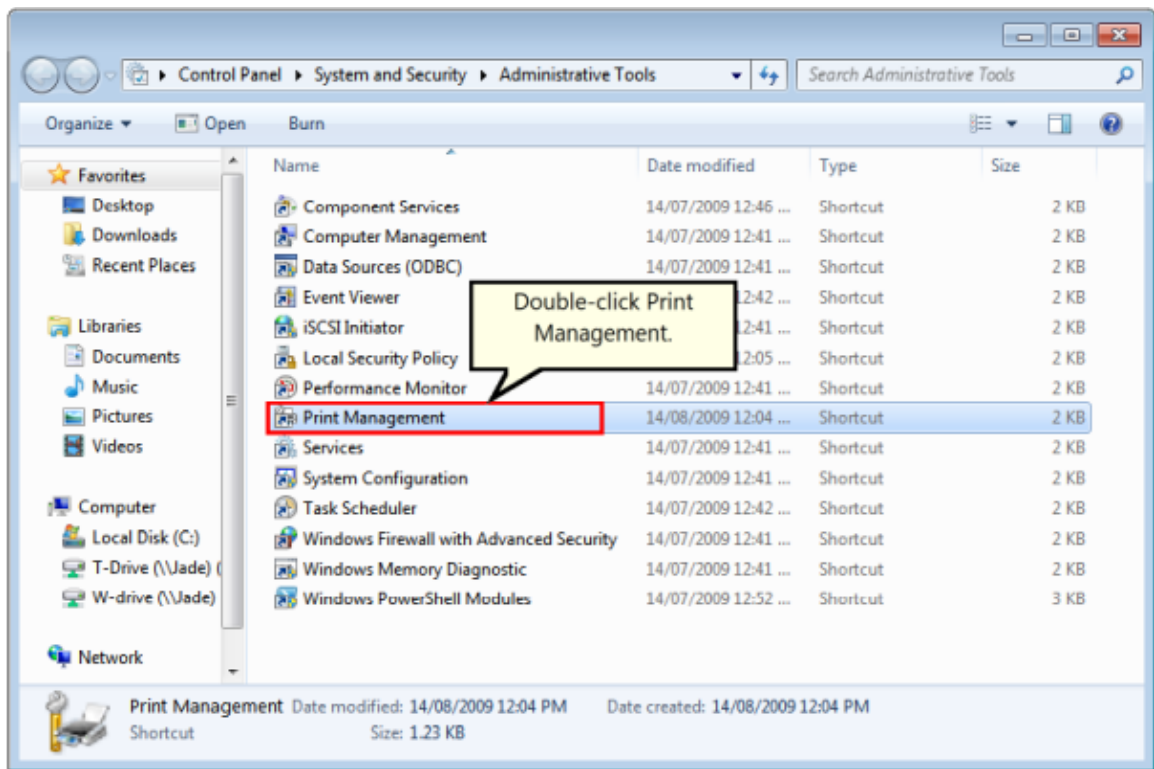 Control Panel ▸ System and Security ▸ Administrative Tools
Search Administrative Tools
Organize Open Burn
Name Date modified Type Size
Favorites
Desktop
Downloads
Recent Places
Libraries
Documents
Music
Pictures
Videos
Computer
Local Disk (C:)
T-Drive (\\Jade) (
W-drive (\\Jade)
Network
Component Services 14/07/2009 12:46 ... Shortcut 2 KB
Computer Management 14/07/2009 12:41 ... Shortcut 2 KB
Data Sources (ODBC) 14/07/2009 12:41 ... Shortcut 2 KB
Event Viewer 12:42 ... Shortcut 2 KB
iSCSI Initiator 12:41 ... Shortcut 2 KB
Local Security Policy 12:05 ... Shortcut 2 KB
Performance Monitor 14/07/2009 12:41 ... Shortcut 2 KB
Print Management 14/08/2009 12:04 ... Shortcut 2 KB
Services 14/07/2009 12:41 ... Shortcut 2 KB
System Configuration 14/07/2009 12:41 ... Shortcut 2 KB
Task Scheduler 14/07/2009 12:42 ... Shortcut 2 KB
Windows Firewall with Advanced Security 14/07/2009 12:41 ... Shortcut 2 KB
Windows Memory Diagnostic 14/07/2009 12:41 ... Shortcut 2 KB
Windows PowerShell Modules 14/07/2009 12:52 ... Shortcut 3 KB
Double-click Print
Management.
Print Management Date modified: 14/08/2009 12:04 PM Date created: 14/08/2009 12:04 PM
Shortcut Size: 1.23 KB